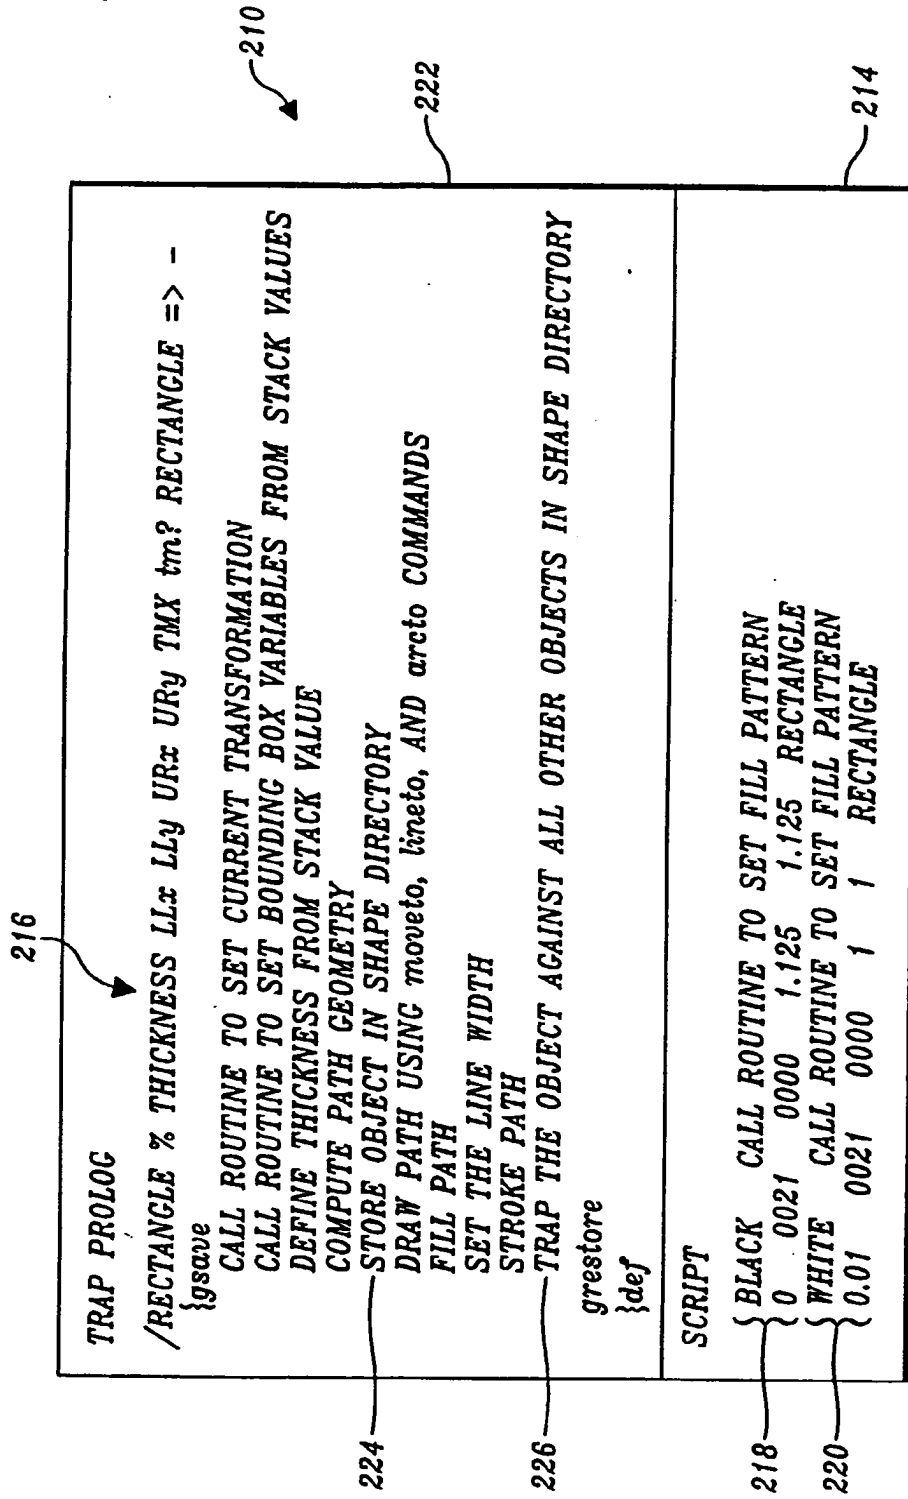 216
210
TRAP PROLOG
/RECTANGLE % THICKNESS LLx LLy URx URy TMX tm? RECTANGLE => -
{gsave
CALL ROUTINE TO SET CURRENT TRANSFORMATION
CALL ROUTINE TO SET BOUNDING BOX VARIABLES FROM STACK VALUES
DEFINE THICKNESS FROM STACK VALUE
COMPUTE PATH GEOMETRY
224 STORE OBJECT IN SHAPE DIRECTORY
DRAW PATH USING moveto, lineto, AND arcto COMMANDS
222
FILL PATH
SET THE LINE WIDTH
STROKE PATH
226 TRAP THE OBJECT AGAINST ALL OTHER OBJECTS IN SHAPE DIRECTORY
grestore
}def
SCRIPT
218 { BLACK CALL ROUTINE TO SET FILL PATTERN
0 0021 0000 1.125 1.125 RECTANGLE
220 { WHITE CALL ROUTINE TO SET FILL PATTERN
0.01 0021 0000 1 1 RECTANGLE
214